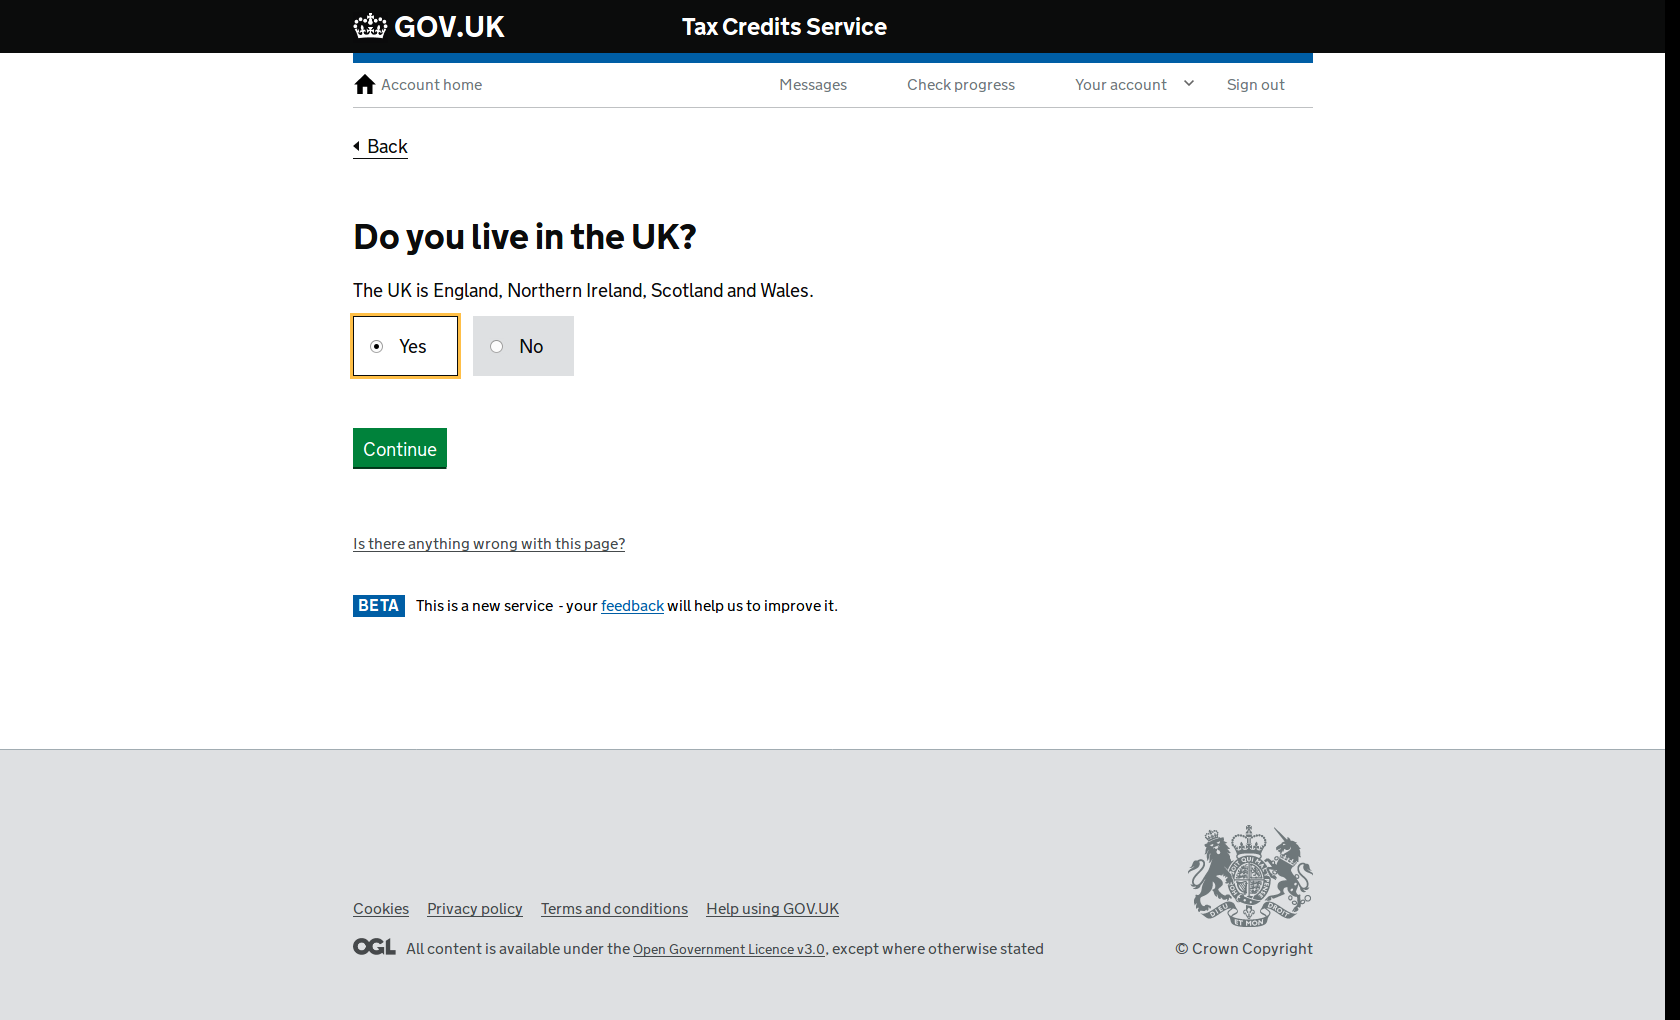 GOV.UK
Tax Credits Service
Account home
Messages
Check progress
Your account
Sign out
Back
Do you live in the UK?
The UK is England, Northern Ireland, Scotland and Wales.
Yes
No
Continue
Is there anything wrong with this page?
BETA This is a new service - your feedback will help us to improve it.
Cookies Privacy policy Terms and conditions Help using GOV.UK
OGL All content is available under the Open Government Licence v3.0, except where otherwise stated
© Crown Copyright